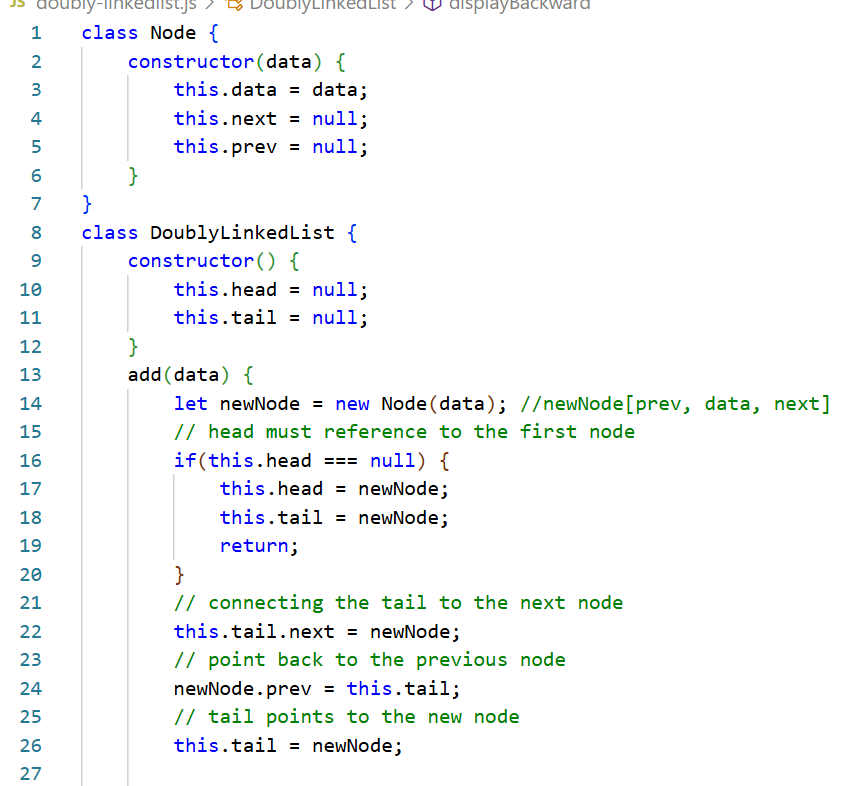 JS doubly-linkedlist.js > DoublyLinkedList > displayBackward
1 class Node {
2 constructor(data) {
3 this.data = data;
4 this.next = null;
5 this.prev = null;
6 }
7 }
8 class DoublyLinkedList {
9 constructor() {
10 this.head = null;
11 this.tail = null;
12 }
13 add(data) {
14 let newNode = new Node(data); //newNode[prev, data, next]
15 // head must reference to the first node
16 if(this.head === null) {
17 this.head = newNode;
18 this.tail = newNode;
19 return;
20 }
21 // connecting the tail to the next node
22 this.tail.next = newNode;
23 // point back to the previous node
24 newNode.prev = this.tail;
25 // tail points to the new node
26 this.tail = newNode;
27